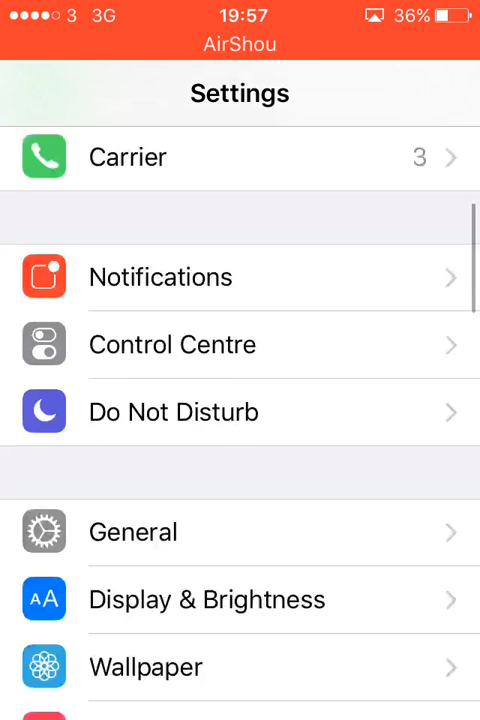 3 3G 19:57 36%
AirShou
Settings
Carrier 3
Notifications
Control Centre
Do Not Disturb
General
AA Display & Brightness
Wallpaper